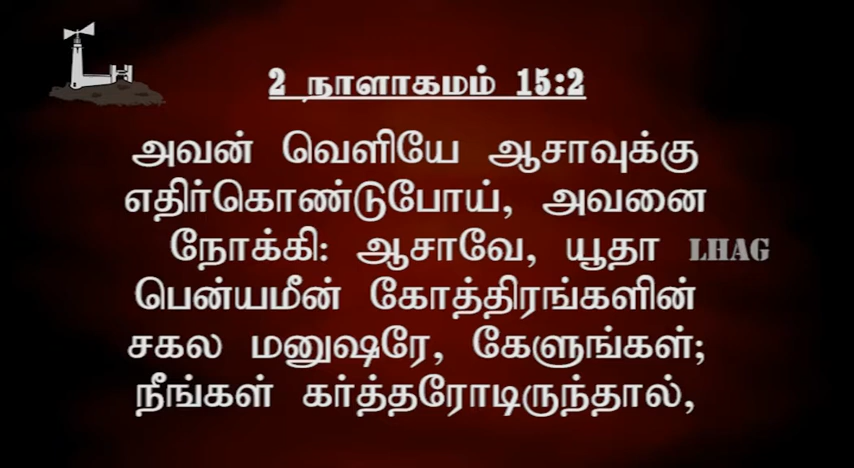 2 நாளாகமம் 15:2
அவன் வெளியே ஆசாவுக்கு
எதிர்கொண்டுபோய், அவனை
நோக்கி: ஆசாவே, யூதா LHAG
பென்யமீன் கோத்திரங்களின்
சகல மனுஷரே, கேளுங்கள்;
நீங்கள் கர்த்தரோடிருந்தால்,